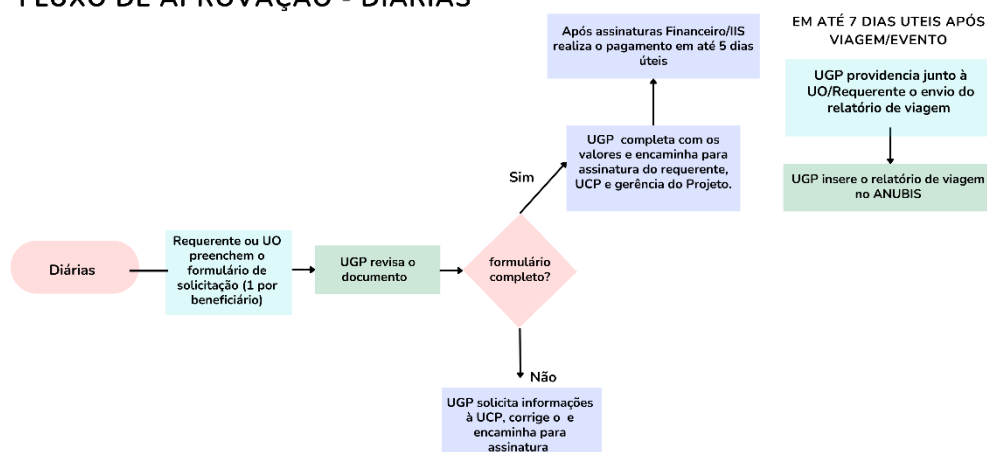 FLUXO DE APROVAÇÃO - DIÁRIAS
Após assinaturas Financeiro/IIS
realiza o pagamento em até 5 dias
úteis
EM ATÉ 7 DIAS UTEIS APÓS
VIAGEM/EVENTO
UGP providencia junto à
UO/Requerente o envio do
relatório de viagem
UGP completa com os
valores e encaminha para
assinatura do requerente,
UCP e gerência do Projeto.
UGP insere o relatório de viagem
no ANUBIS
Sim
Diárias
Requerente ou UO
preenchem o
formulário de
solicitação (1 por
beneficiário)
UGP revisa o
documento
formulário
completo?
Não
UGP solicita informações
à UCP, corrige o e
encaminha para
assinatura